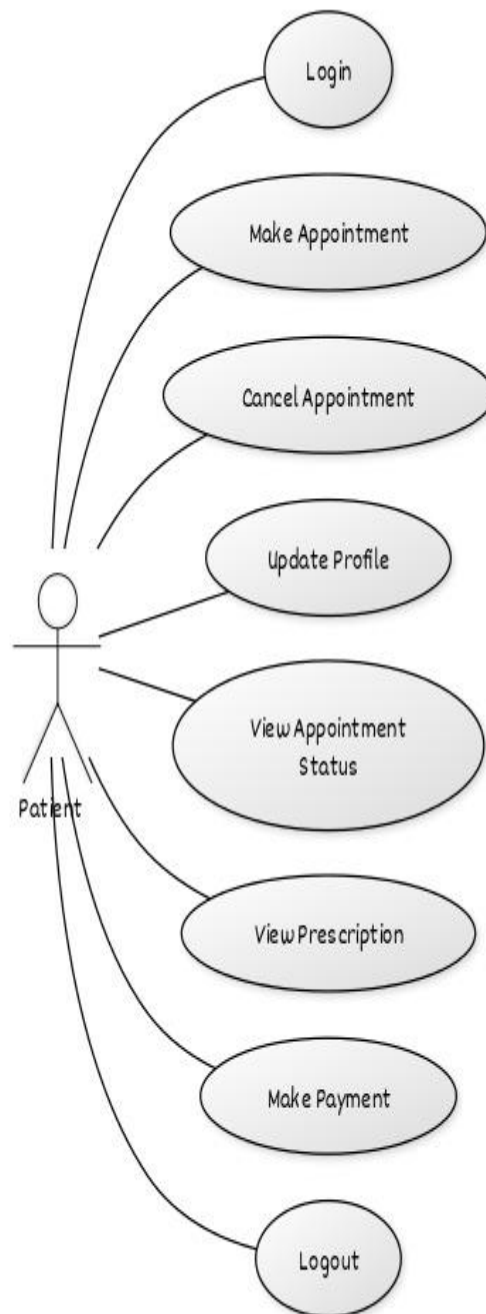 Login
Make Appointment
Cancel Appointment
Update Profile
View Appointment
Status
Patient
View Prescription
Make Payment
Logout